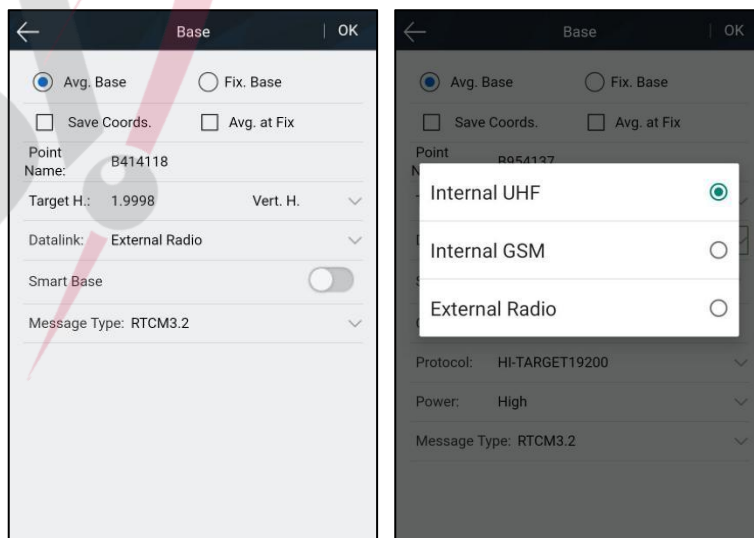 Base | OK
Avg. Base Fix. Base
Save Coords. Avg. at Fix
Point
Name: B414118
Target H.: 1.9998 Vert. H.
Datalink: External Radio
Smart Base
Message Type: RTCM3.2
Base | OK
Avg. Base Fix. Base
Save Coords. Avg. at Fix
Point
B954137
Internal UHF
Internal GSM
External Radio
Protocol: HI-TARGET19200
Power: High
Message Type: RTCM3.2